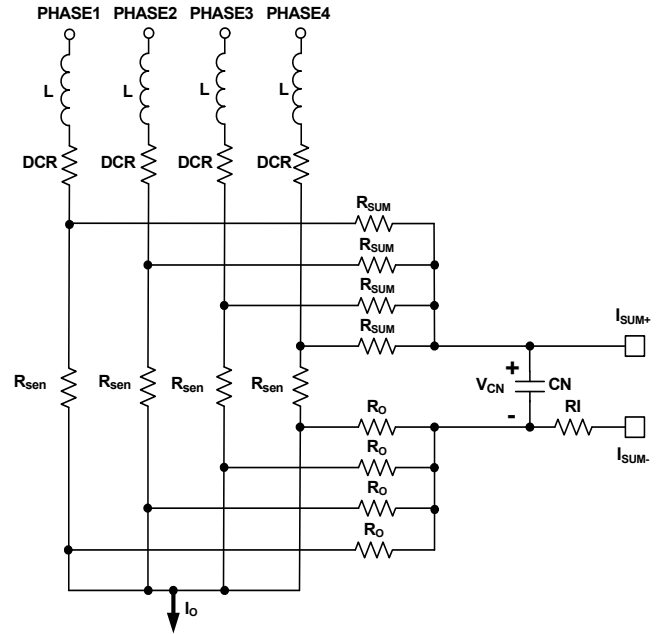 PHASE1 PHASE2 PHASE3 PHASE4
L L L L
DCR DCR DCR DCR
RSUM
RSUM
RSUM
RSUM
ISUM+
Rsen Rsen Rsen Rsen
+
VCN CN
-
RI
RO
ISUM-
RO
RO
RO
IO